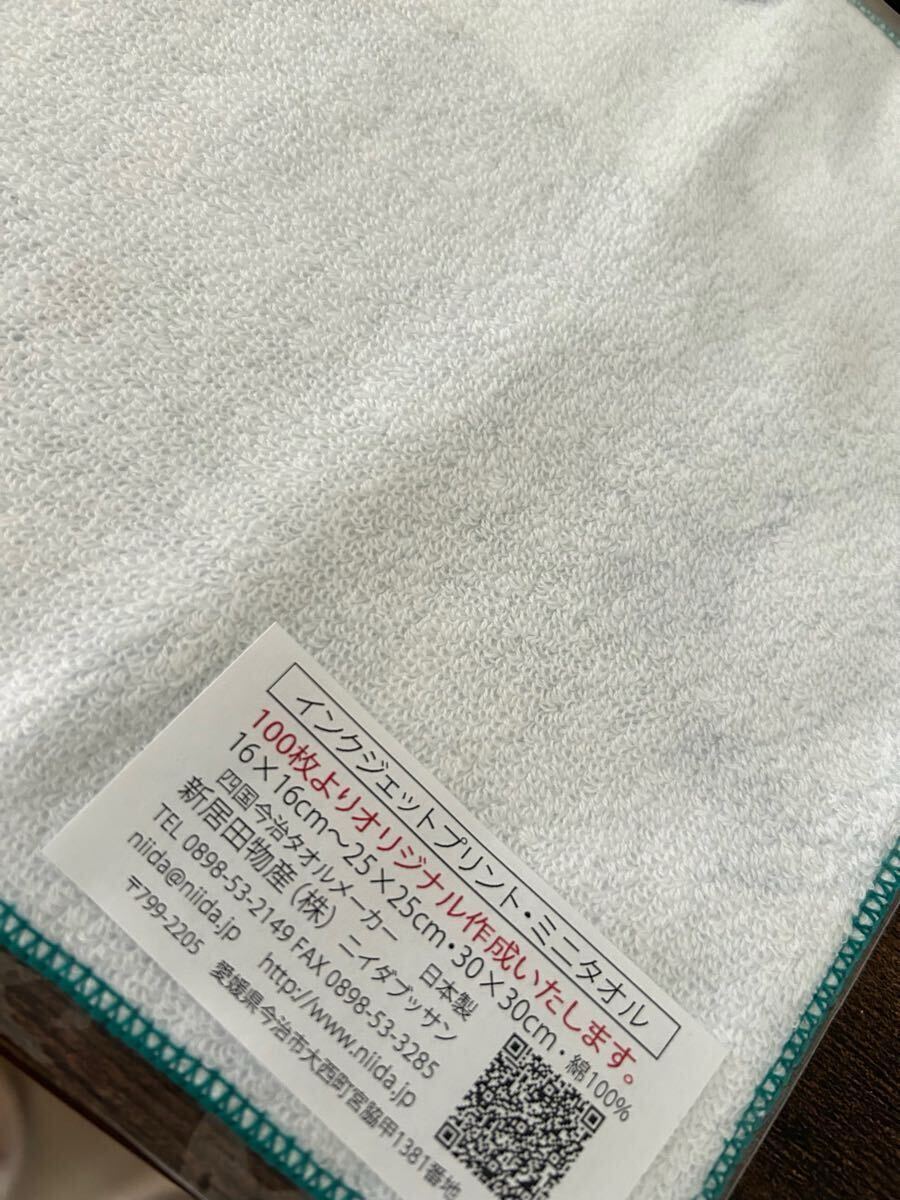 インクジェットプリント・ミニタオル
100枚よりオリジナル作成いたします。
16×16cm～25×25cm・30×30cm・綿100%
四国今治タオルメーカー　日本製
新居田物産（株）ニイダブッサン
TEL 0898-53-2149 FAX 0898-53-3285
niida@niida.jp　http://www.niida.jp
〒799-2205　愛媛県今治市大西町宮脇甲1381番地